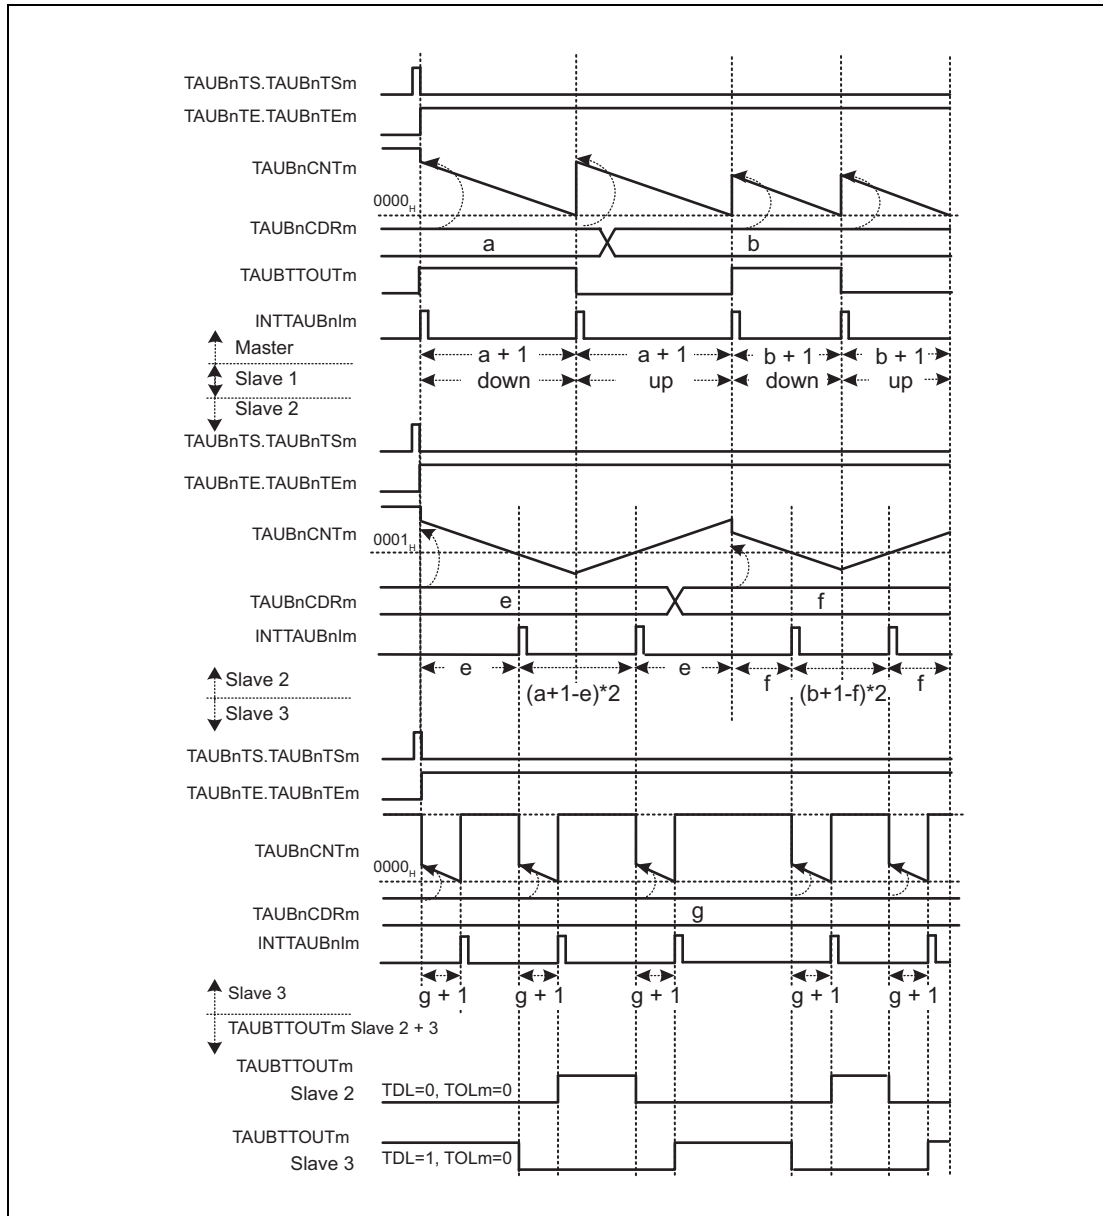 TAUBnTS.TAUBnTSm
TAUBnTE.TAUBnTEm
TAUBnCNTm
0000H
TAUBnCDRm
a b
TAUBTTOUTm
INTTAUBnIm
Master
a + 1 a + 1 b + 1 b + 1
Slave 1
down up down up
Slave 2
TAUBnTS.TAUBnTSm
TAUBnTE.TAUBnTEm
TAUBnCNTm
0001H
TAUBnCDRm
e f
INTTAUBnIm
e e f f
Slave 2
(a+1-e)*2 (b+1-f)*2
Slave 3
TAUBnTS.TAUBnTSm
TAUBnTE.TAUBnTEm
TAUBnCNTm
0000H
TAUBnCDRm
g
INTTAUBnIm
Slave 3
g + 1 g + 1 g + 1 g + 1 g + 1
TAUBTTOUTm Slave 2 + 3
TAUBTTOUTm
Slave 2 TDL=0, TOLm=0
TAUBTTOUTm
Slave 3 TDL=1, TOLm=0